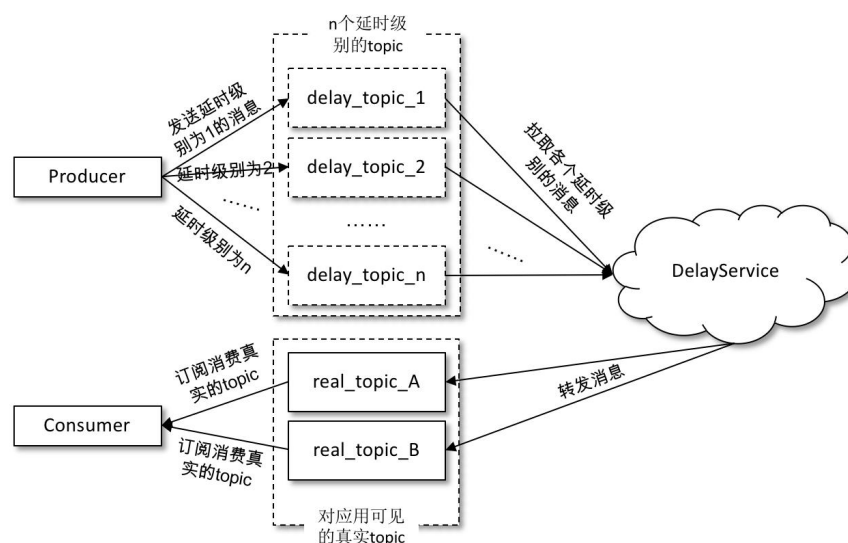 n个延时级
别的topic
发送延时级
别为1的消息
delay_topic_1
拉取各个延时级
别的消息
Producer
延时级别为2
delay_topic_2
......
......
延时级别为n
......
delay_topic_n
DelayService
订阅消费真
实的topic
real_topic_A
转发消息
Consumer
订阅消费真
实的topic
real_topic_B
对应用可见
的真实topic